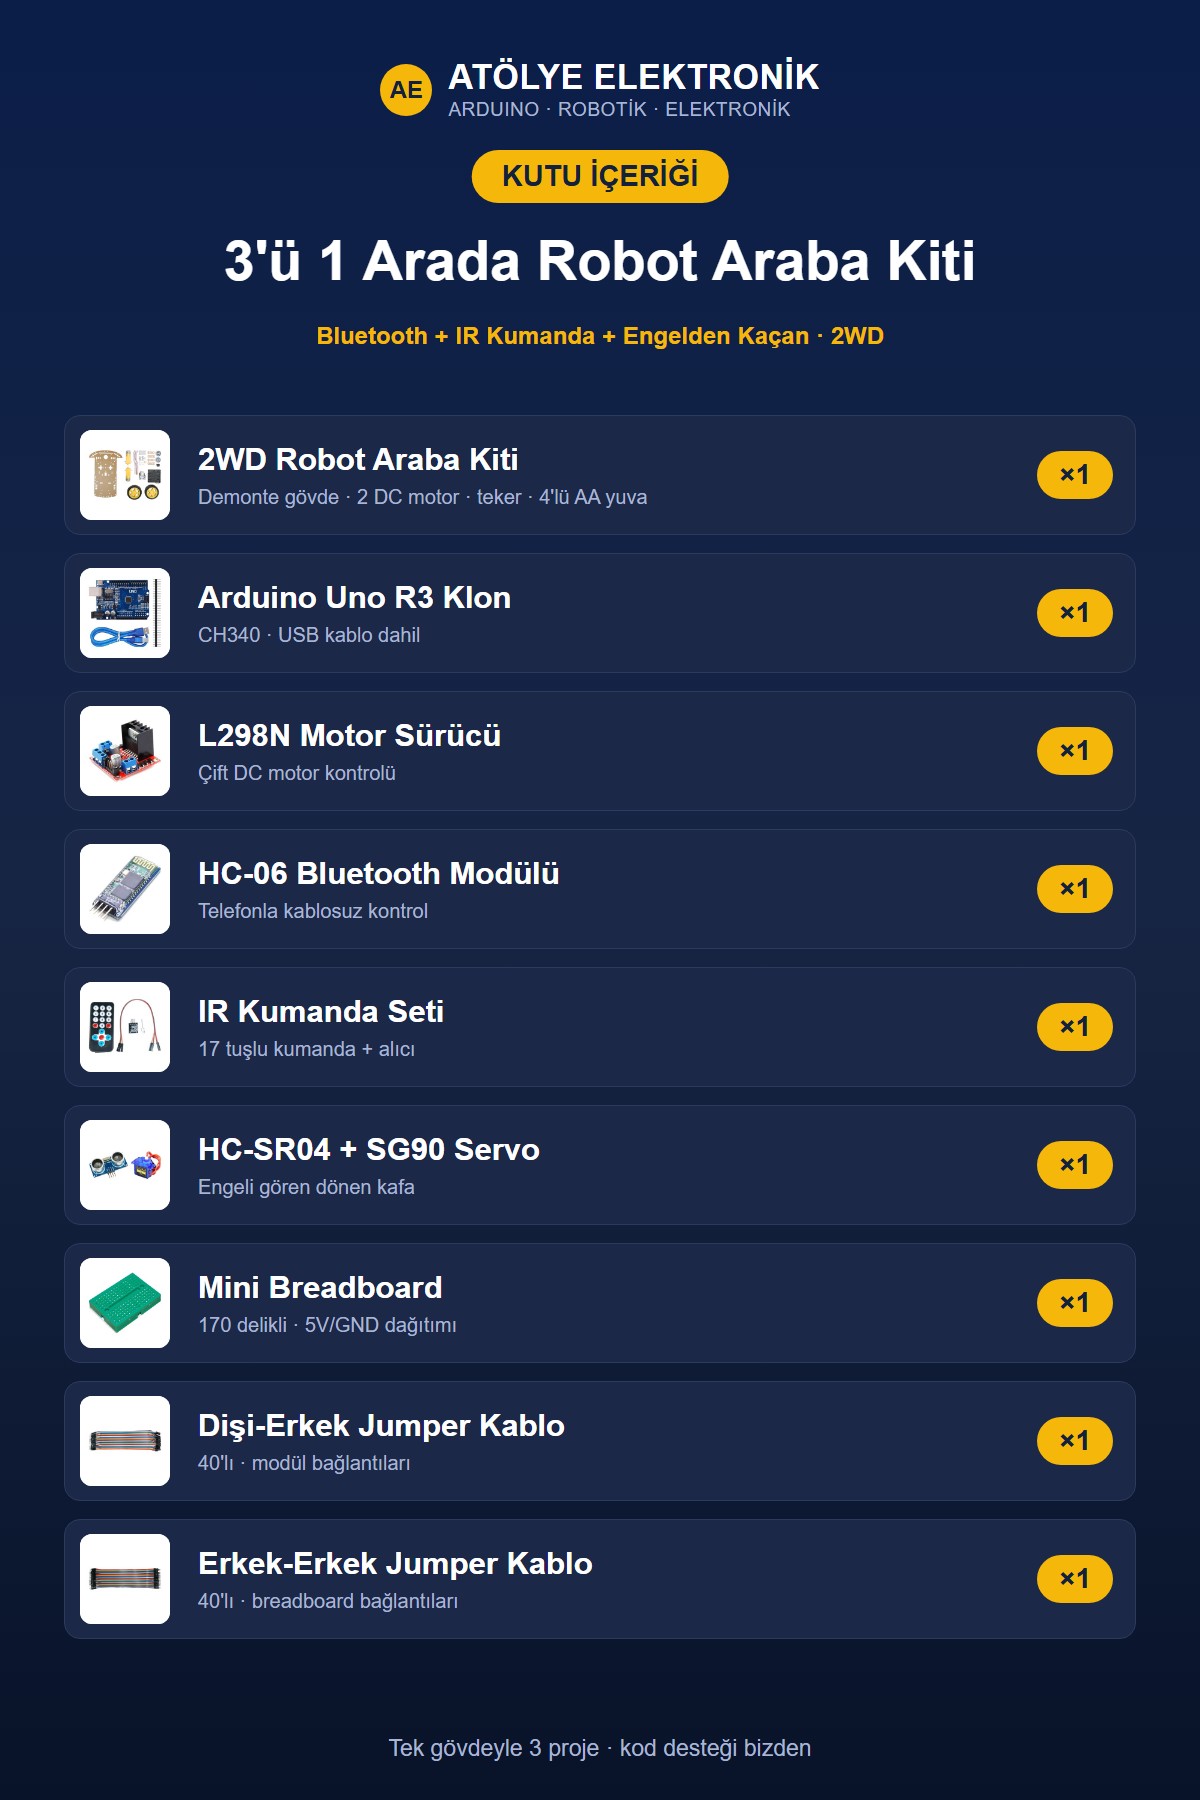 AE
ATÖLYE ELEKTRONİK
ARDUINO · ROBOTİK · ELEKTRONİK
KUTU İÇERİĞİ
3'ü 1 Arada Robot Araba Kiti
Bluetooth + IR Kumanda + Engelden Kaçan · 2WD
2WD Robot Araba Kiti
Demonte gövde · 2 DC motor · teker · 4'lü AA yuva
×1
Arduino Uno R3 Klon
CH340 · USB kablo dahil
×1
L298N Motor Sürücü
Çift DC motor kontrolü
×1
HC-06 Bluetooth Modülü
Telefonla kablosuz kontrol
×1
IR Kumanda Seti
17 tuşlu kumanda + alıcı
×1
HC-SR04 + SG90 Servo
Engeli gören dönen kafa
×1
Mini Breadboard
170 delikli · 5V/GND dağıtımı
×1
Dişi-Erkek Jumper Kablo
40'lı · modül bağlantıları
×1
Erkek-Erkek Jumper Kablo
40'lı · breadboard bağlantıları
×1
Tek gövdeyle 3 proje · kod desteği bizden